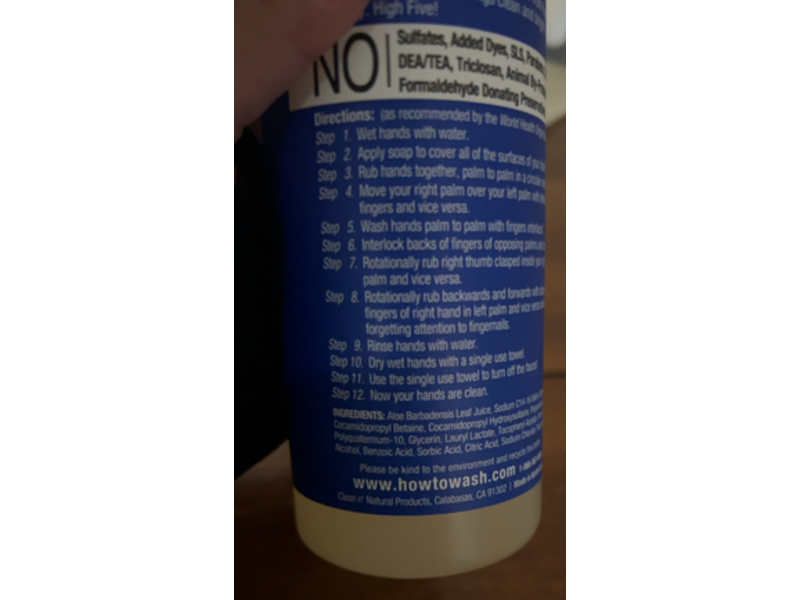 High Five!
Clean and
NO
Sulfates, Added Dyes, SLS,
DEA/TEA, Triclosan, Animal
Formaldehyde Donating
Directions: (as recommended by the World Heath
Step 1. Wet hands with water.
Step 2. Apply soap to cover all of the surfaces of your
Step 3. Rub hands together, palm to palm in a circular
Step 4. Move your right palm over your left palm with
fingers and vice versa.
Step 5. Wash hands palm to palm with fingers
Step 6. Interlock backs of fingers of opposing palms
Step 7. Rotationally rub right thumb clasped inside your
palm and vice versa.
Step 8. Rotationally rub backwards and forwards with
fingers of right hand in left palm and vice versa
forgetting attention to fingernails.
Step 9. Rinse hands with water.
Step 10. Dry wet hands with a single use towel.
Step 11. Use the single use towel to turn off the
Step 12. Now your hands are clean.
INGREDIENTS: Aloe Barbadensis Leaf Juice, Sodium C14-16
Cocamidopropyl Betaine, Cocamidopropyl Hydroxysultaine,
Polyquaternium-10, Glycerin, Lauryl Lactate, Tocopheryl
Alcohol, Benzoic Acid, Sorbic Acid, Citric Acid, Sodium
Please be kind to the environment and recycle this
www.howtowash.com
Clean n' Natural Products, Calabasas, CA 91302 | Made in